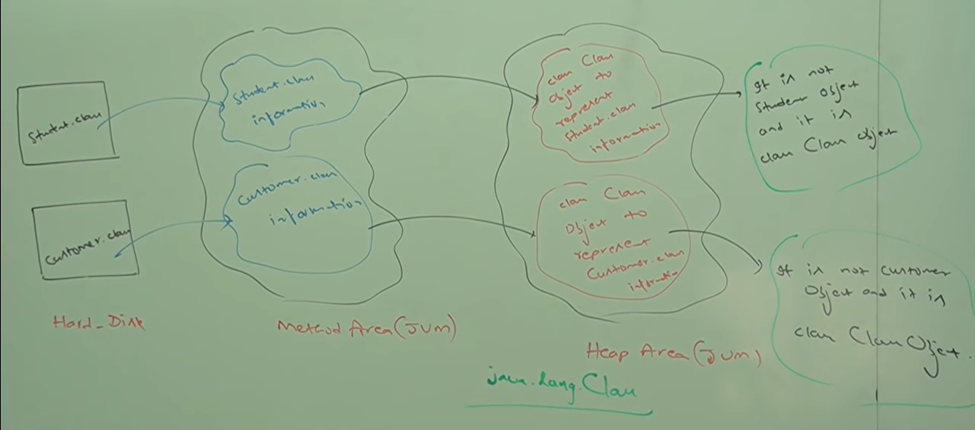 Student.class
Student.class
information
class Class
Object to
represent
Student.class
information
It is not
Student Object
and it is
class Class Object
Customer.class
Customer.class
information
class Class
Object to
represent
Customer.class
information
It is not Customer
Object and it is
class Class Object.
Hard_Disk
Method Area (JVM)
Heap Area (JVM)
java.lang.Class